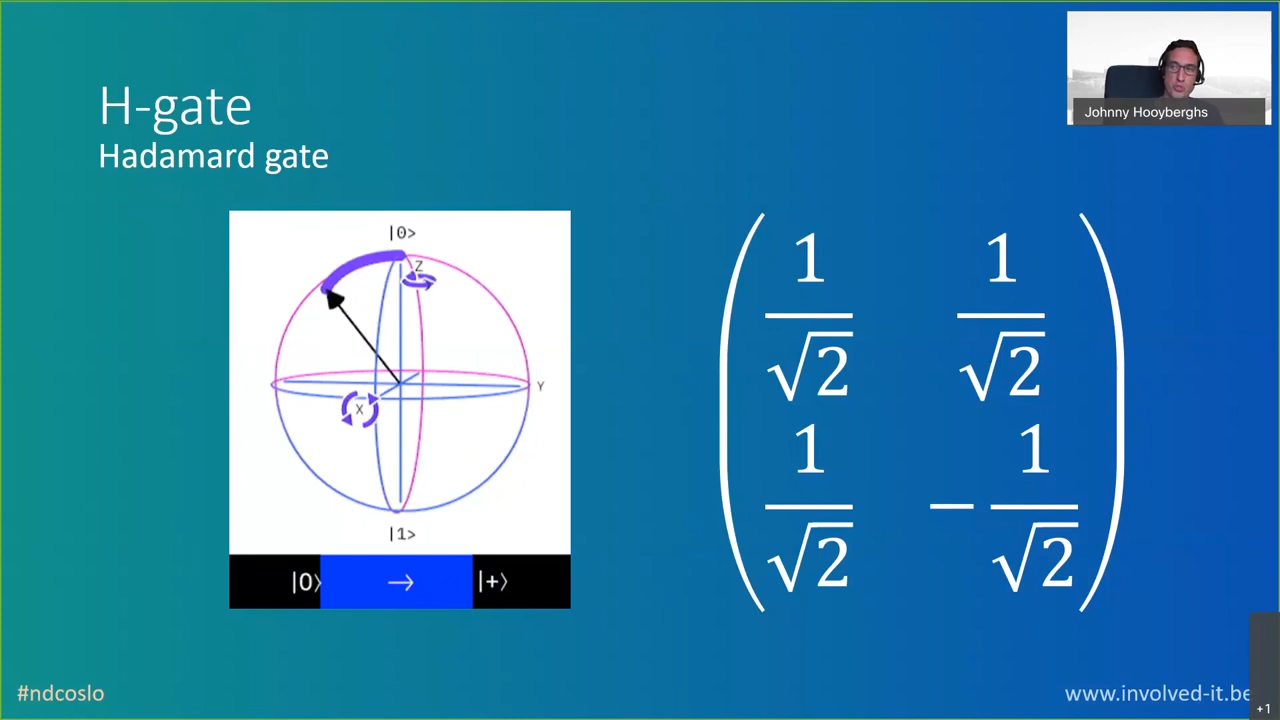 H-gate
Hadamard gate
Johnny Hooyberghs
|0>
Z
Y
X
|1>
|0⟩ → |+⟩
1 1
√2 √2
1 1
√2 − √2
#ndcoslo
www.involved-it.be
+1